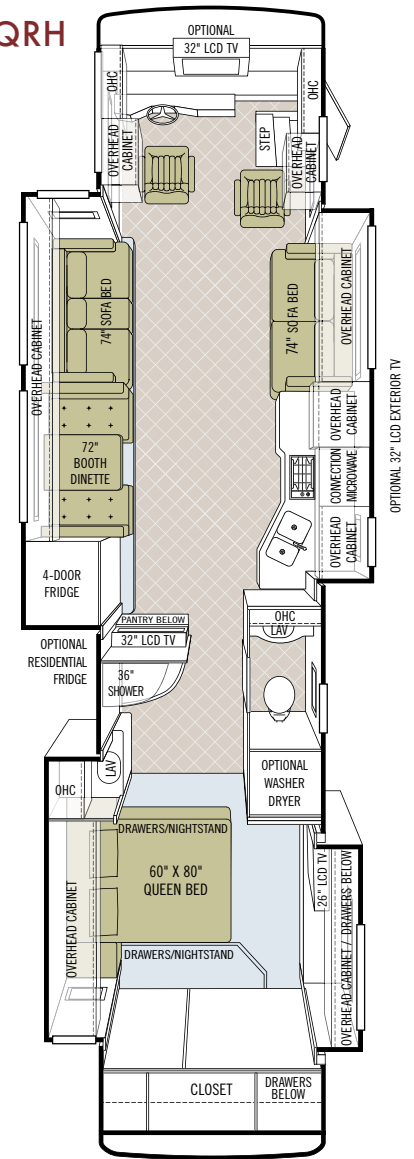 QRH
OPTIONAL
32" LCD TV
OHC
OHC
OVERHEAD
CABINET
STEP
OVERHEAD
CABINET
OVERHEAD CABINET
74" SOFA BED
74" SOFA BED
OVERHEAD CABINET
72"
BOOTH
DINETTE
OVERHEAD
CABINET
CONVECTION
MICROWAVE
OVERHEAD
CABINET
OPTIONAL 32" LCD EXTERIOR TV
4-DOOR
FRIDGE
OPTIONAL
RESIDENTIAL
FRIDGE
PANTRY BELOW
32" LCD TV
36"
SHOWER
OHC
LAV
LAV
OHC
OPTIONAL
WASHER
DRYER
DRAWERS/NIGHTSTAND
60" X 80"
QUEEN BED
OVERHEAD CABINET
DRAWERS/NIGHTSTAND
26" LCD TV
OVERHEAD CABINET / DRAWERS BELOW
CLOSET
DRAWERS
BELOW